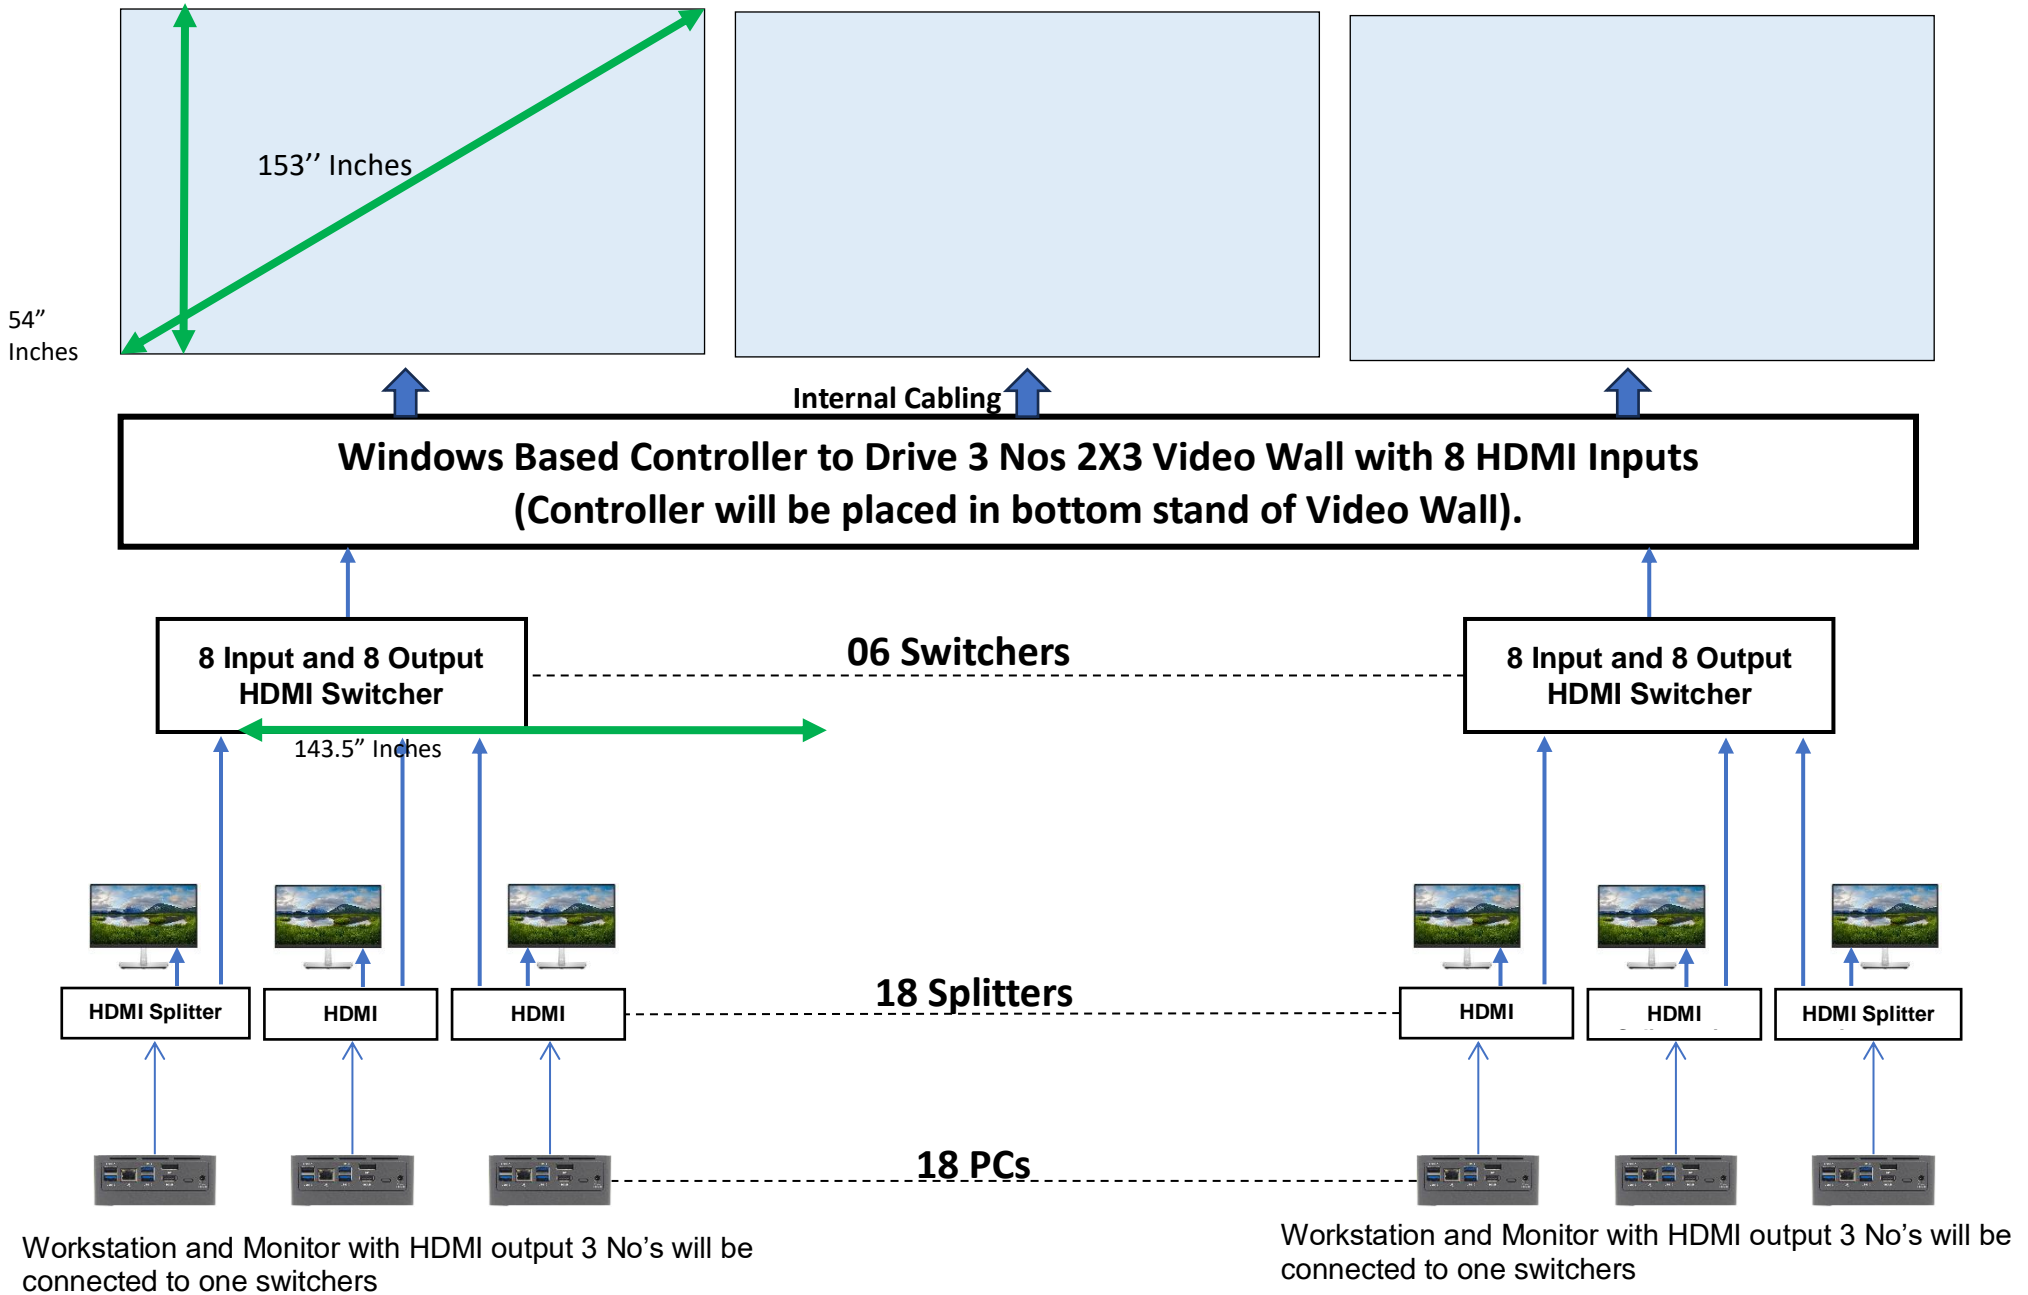 153’’ Inches
54”
Inches
Internal Cabling
Windows Based Controller to Drive 3 Nos 2X3 Video Wall with 8 HDMI Inputs
(Controller will be placed in bottom stand of Video Wall).
8 Input and 8 Output
HDMI Switcher
06 Switchers
8 Input and 8 Output
HDMI Switcher
143.5” Inches
18 Splitters
HDMI Splitter
HDMI
HDMI
HDMI
HDMI
HDMI Splitter
18 PCs
Workstation and Monitor with HDMI output 3 No’s will be
connected to one switchers
Workstation and Monitor with HDMI output 3 No’s will be
connected to one switchers